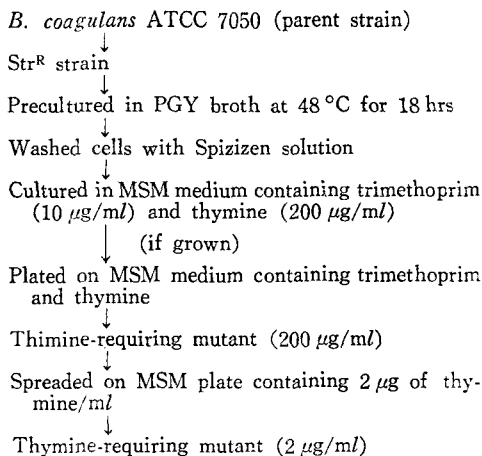 B. coagulans ATCC 7050 (parent strain)
StrR strain
Precultured in PGY broth at 48 °C for 18 hrs
Washed cells with Spizizen solution
Cultured in MSM medium containing trimethoprim
(10 μg/ml) and thymine (200 μg/ml)
(if grown)
Plated on MSM medium containing trimethoprim
and thymine
Thimine-requiring mutant (200 μg/ml)
Spreaded on MSM plate containing 2 μg of thy-
mine/ml
Thymine-requiring mutant (2 μg/ml)